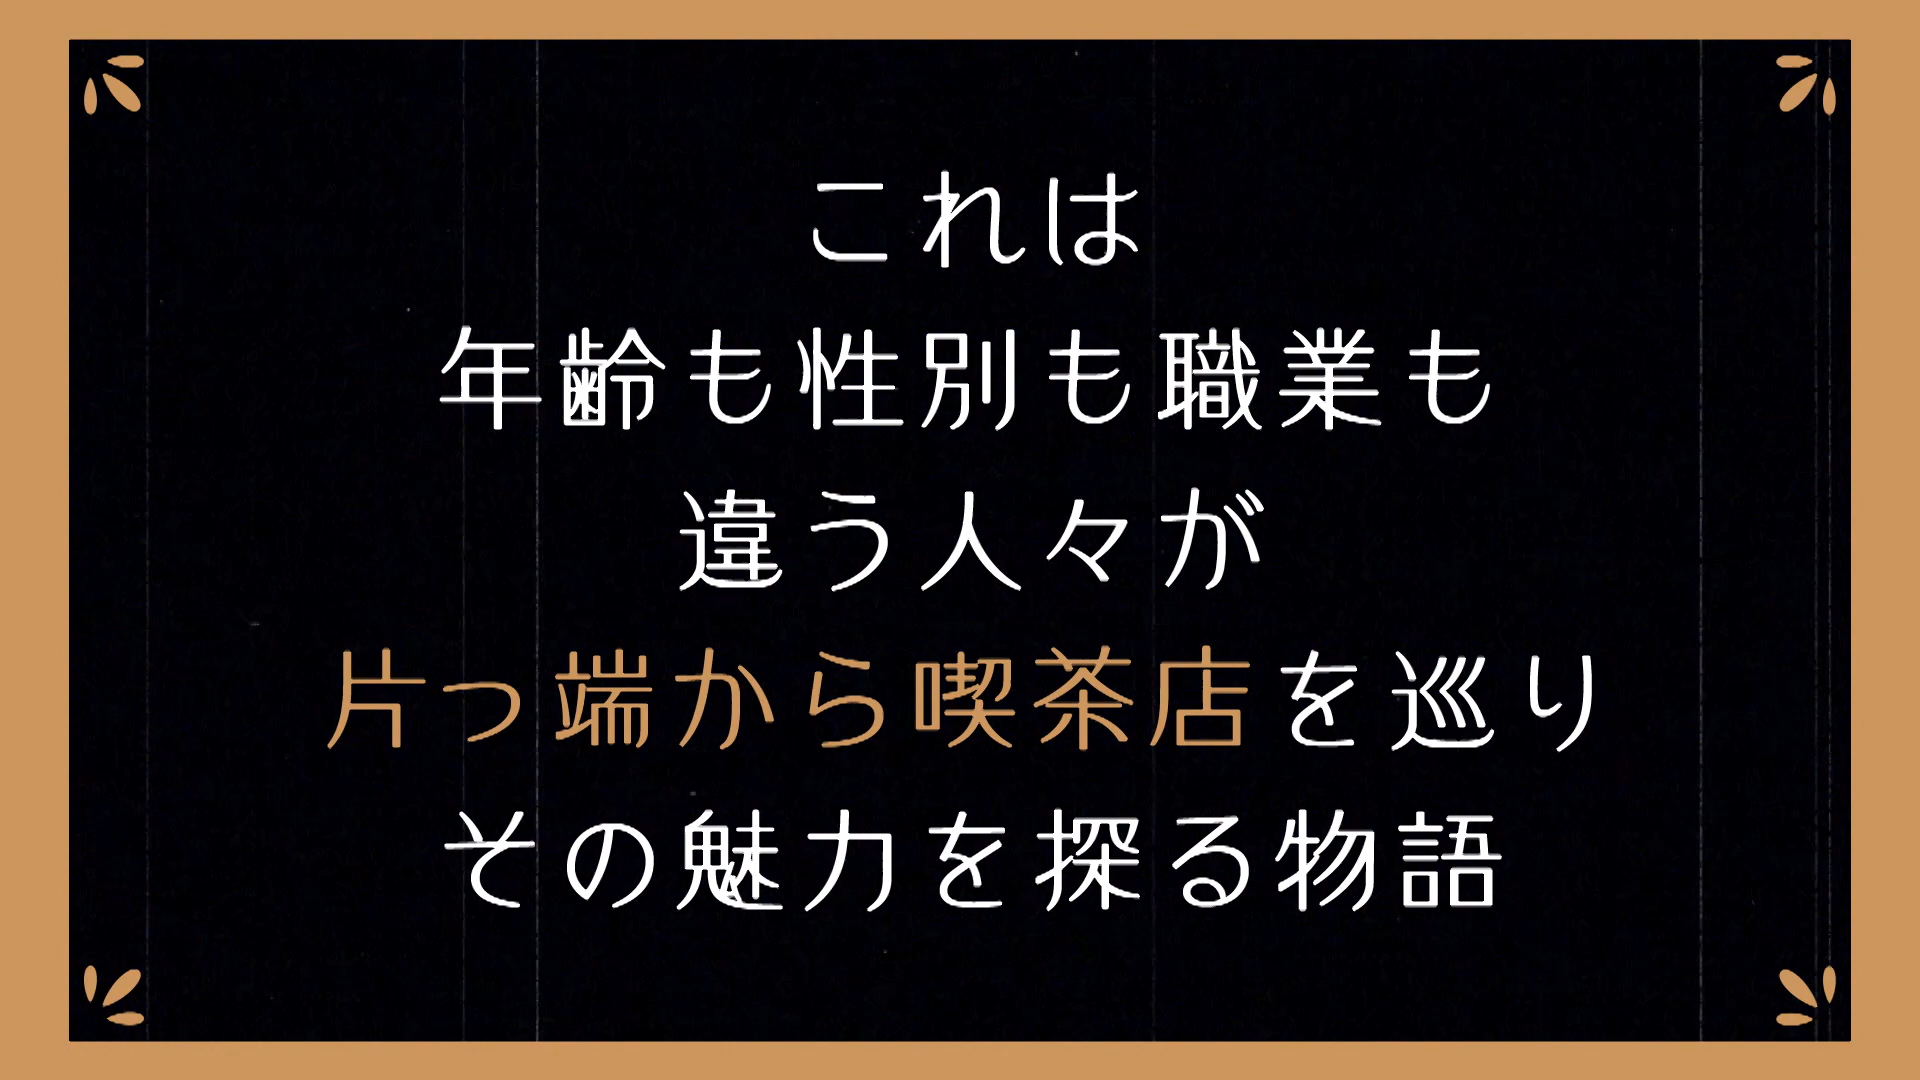 これは
年齢も性別も職業も
違う人々が
片っ端から喫茶店を巡り
その魅力を探る物語